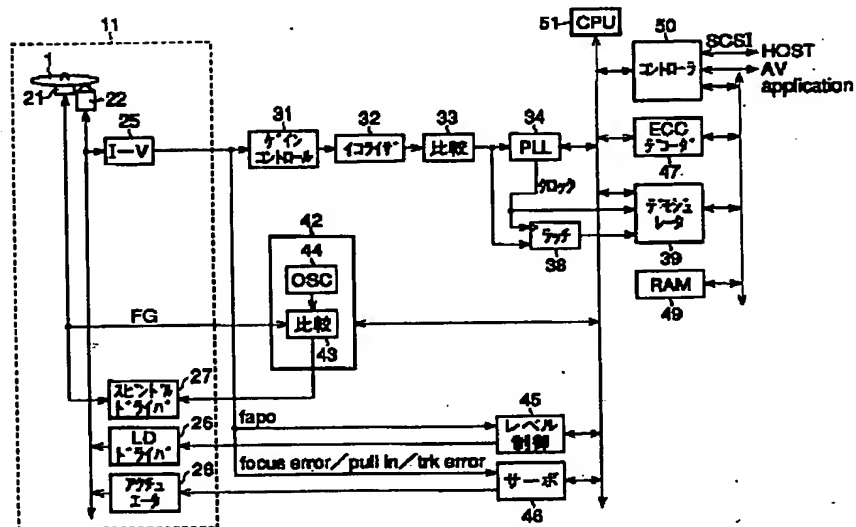 11
1
21
22
25
I-V
31
ゲイン
コントロール
32
イコライザ
33
比較
34
PLL
クロック
ラッチ
38
51
CPU
50
コントローラ
SCSI
HOST
AV
application
ECC
デコーダ
47
デモジュ
レータ
39
RAM
49
42
44
OSC
比較
43
FG
スピンドル
ドライバ
27
LD
ドライバ
26
アクチュ
エータ
28
fapo
focus error/pull in/trk error
45
レベル
制御
サーボ
46